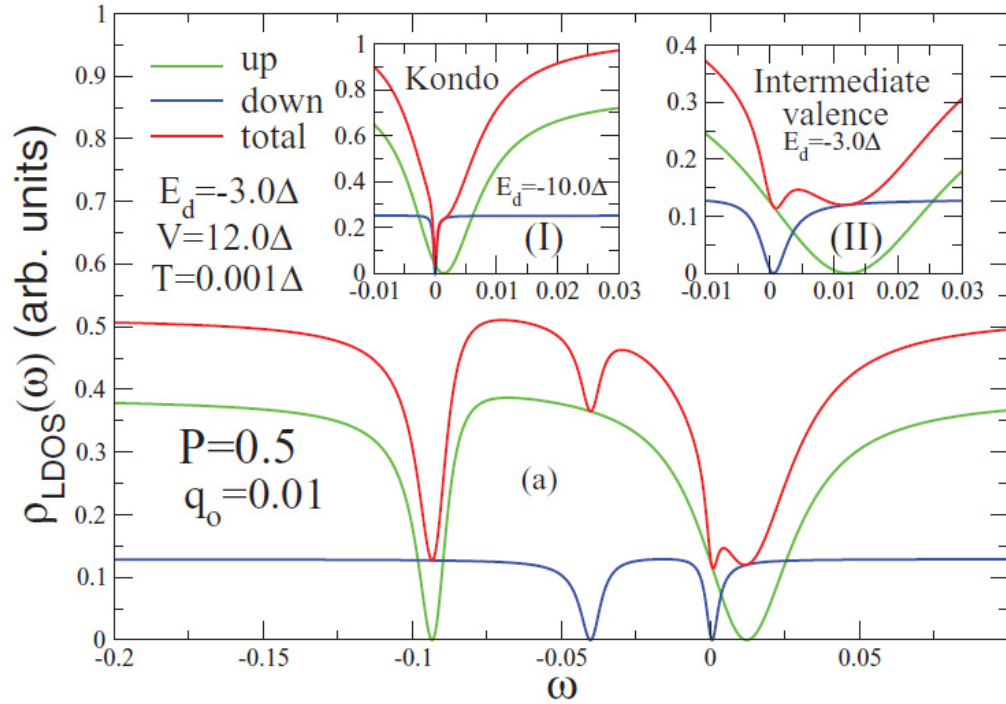 up
down
total
E_d=-3.0Δ
V=12.0Δ
T=0.001Δ
Kondo
E_d=-10.0Δ
(I)
1
0.8
0.6
0.4
0.2
0
-0.01 0 0.01 0.02 0.03
Intermediate
valence
E_d=-3.0Δ
(II)
0.4
0.3
0.2
0.1
0
-0.01 0 0.01 0.02 0.03
P=0.5
q_o=0.01
(a)
ρ_LDOS(ω) (arb. units)
1
0.9
0.8
0.7
0.6
0.5
0.4
0.3
0.2
0.1
0
-0.2 -0.15 -0.1 -0.05 0 0.05
ω